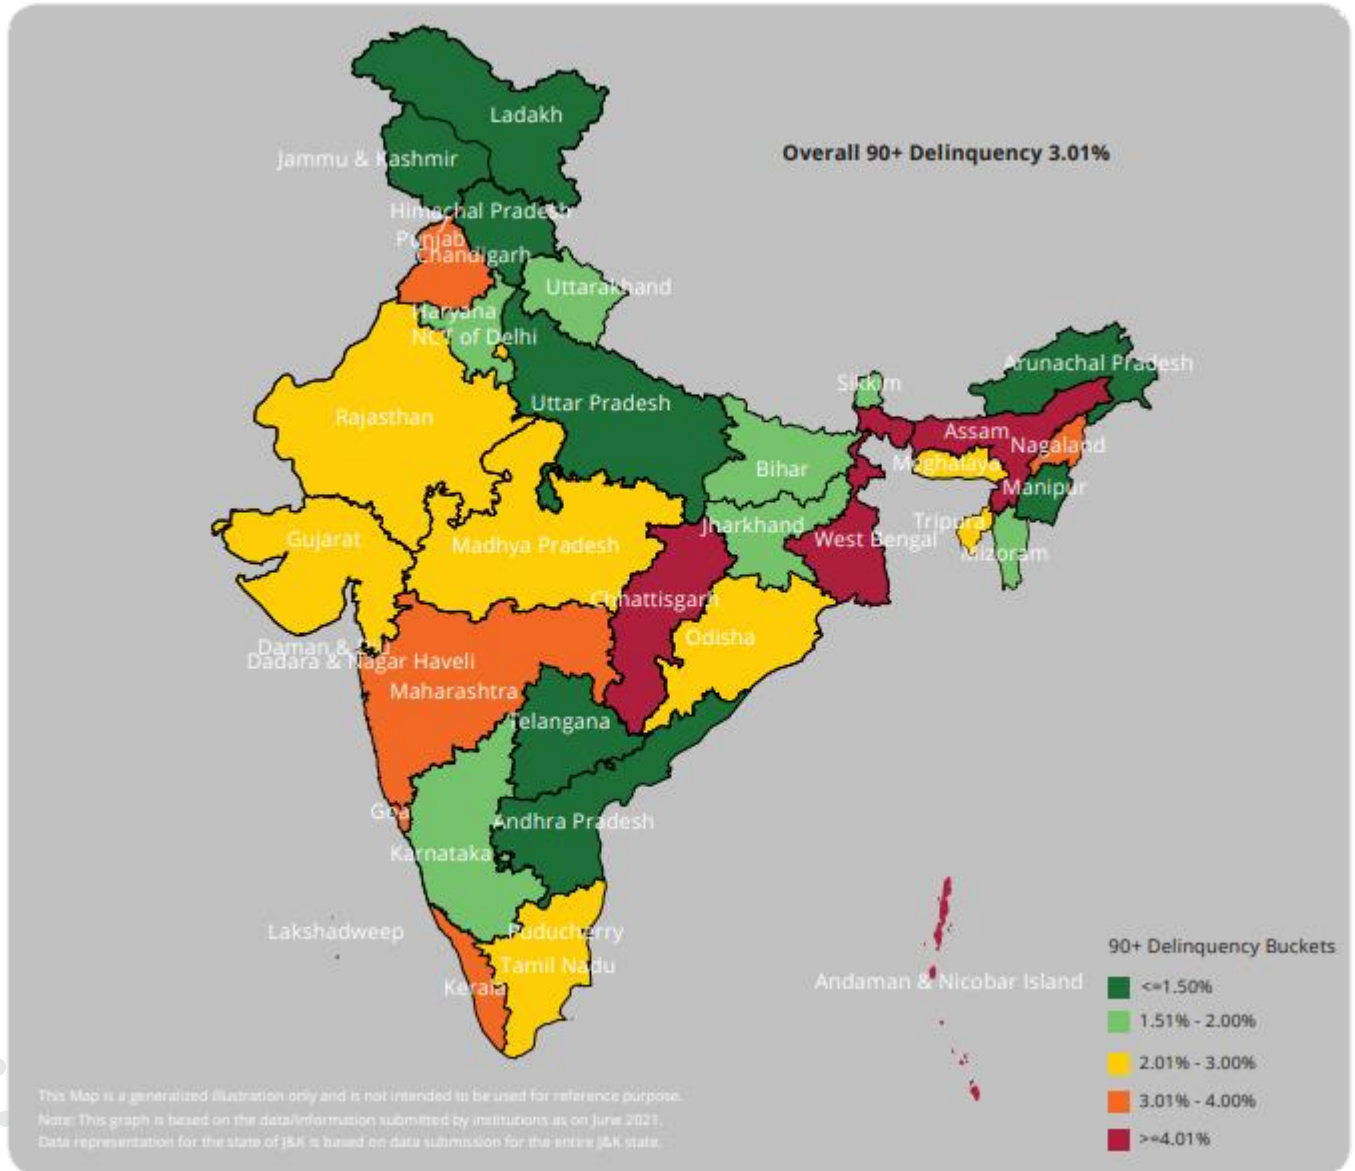 Ladakh
Overall 90+ Delinquency 3.01%
Jammu & Kashmir
Himachal Pradesh
Punjab
Chandigarh
Uttarakhand
Haryana
NCT of Delhi
Arunachal Pradesh
Sikkim
Uttar Pradesh
Rajasthan
Assam
Nagaland
Bihar
Meghalaya
Manipur
Jharkhand
Tripura
Gujarat
Madhya Pradesh
West Bengal
Mizoram
Chhattisgarh
Odisha
Daman & Diu
Dadara & Nagar Haveli
Maharashtra
Telangana
Goa
Andhra Pradesh
Karnataka
Lakshadweep
Puducherry
Tamil Nadu
Kerala
Andaman & Nicobar Island
90+ Delinquency Buckets
<=1.50%
1.51% - 2.00%
2.01% - 3.00%
3.01% - 4.00%
>=4.01%
This Map is a generalized illustration only and is not intended to be used for reference purpose.
Note: This graph is based on the data/information submitted by institutions as on June 2021.
Data representation for the state of J&K is based on data submission for the entire J&K state.